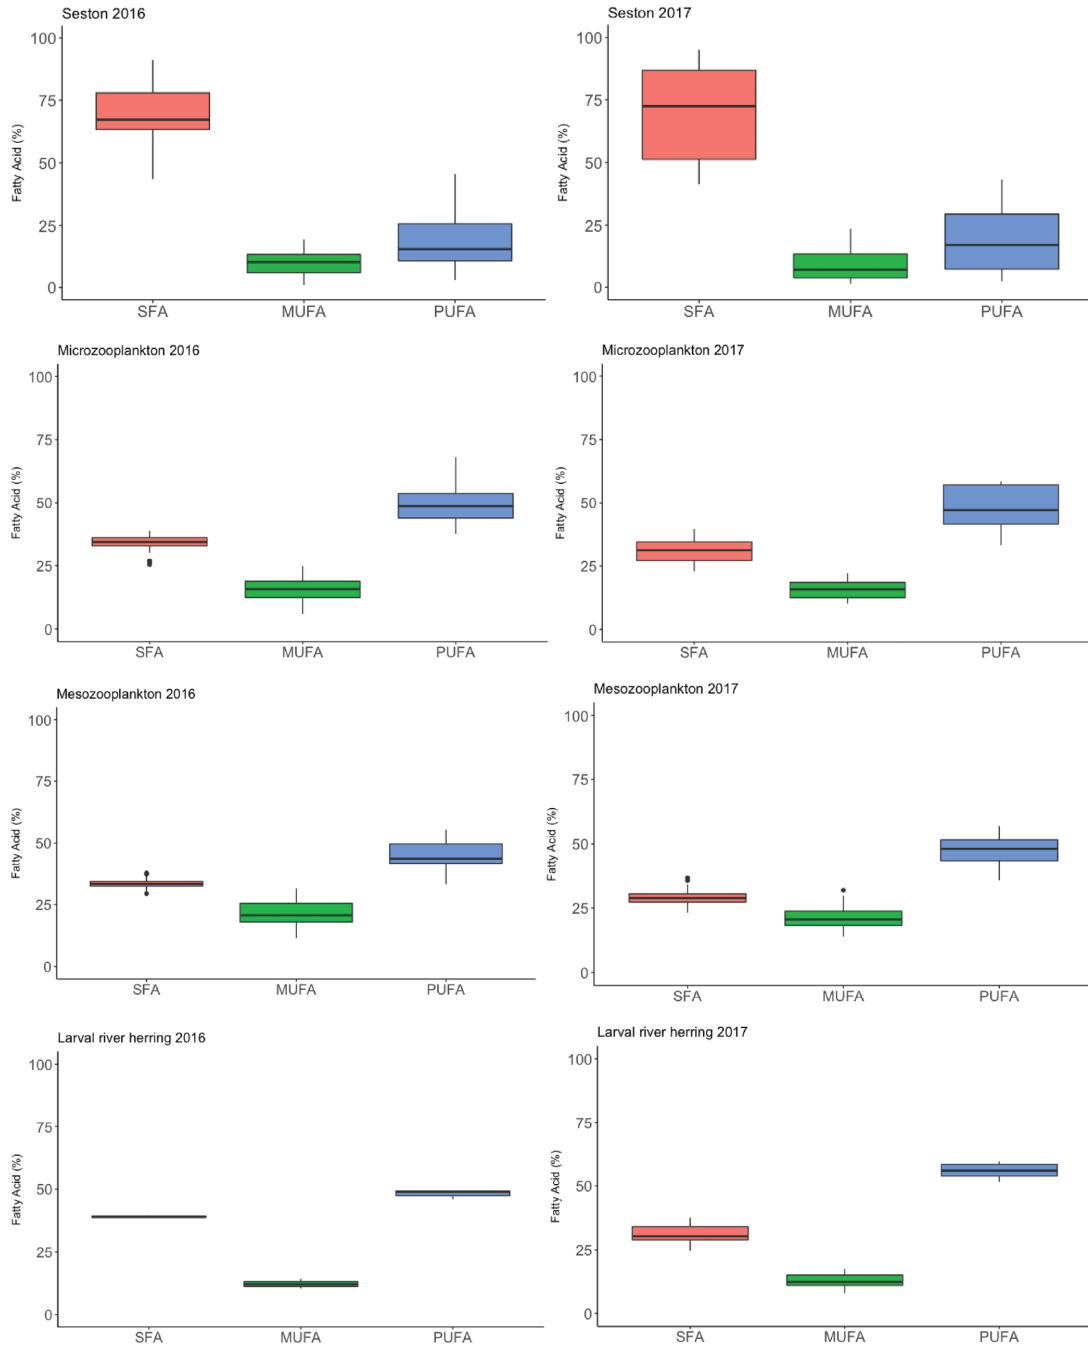 Seston 2016
Fatty Acid (%)
100
75
50
25
0
SFA MUFA PUFA
Seston 2017
Fatty Acid (%)
100
75
50
25
0
SFA MUFA PUFA
Microzooplankton 2016
Fatty Acid (%)
100
75
50
25
0
SFA MUFA PUFA
Microzooplankton 2017
Fatty Acid (%)
100
75
50
25
0
SFA MUFA PUFA
Mesozooplankton 2016
Fatty Acid (%)
100
75
50
25
0
SFA MUFA PUFA
Mesozooplankton 2017
Fatty Acid (%)
100
75
50
25
0
SFA MUFA PUFA
Larval river herring 2016
Fatty Acid (%)
100
75
50
25
0
SFA MUFA PUFA
Larval river herring 2017
Fatty Acid (%)
100
75
50
25
0
SFA MUFA PUFA